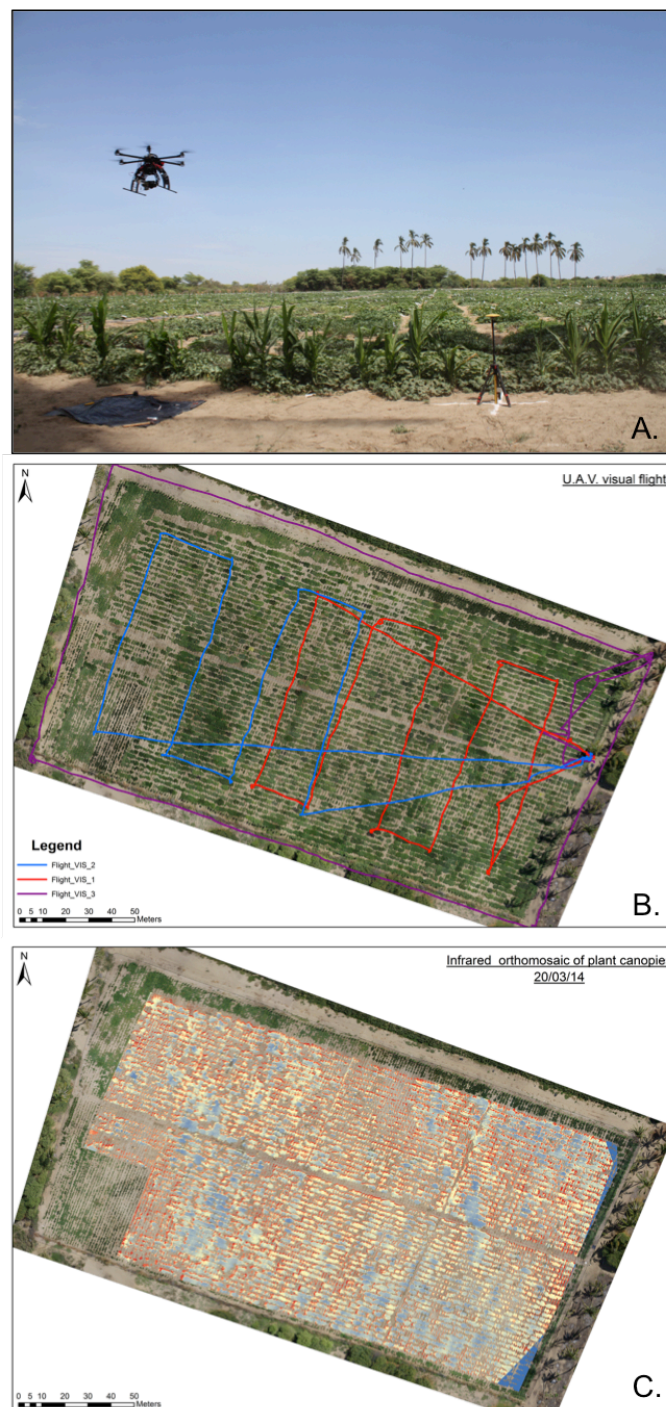 A.
N
U.A.V. visual flight
Legend
Flight_VIS_2
Flight_VIS_1
Flight_VIS_3
0 5 10 20 30 40 50
Meters
B.
N
Infrared orthomosaic of plant canopie
20/03/14
0 5 10 20 30 40 50
Meters
C.